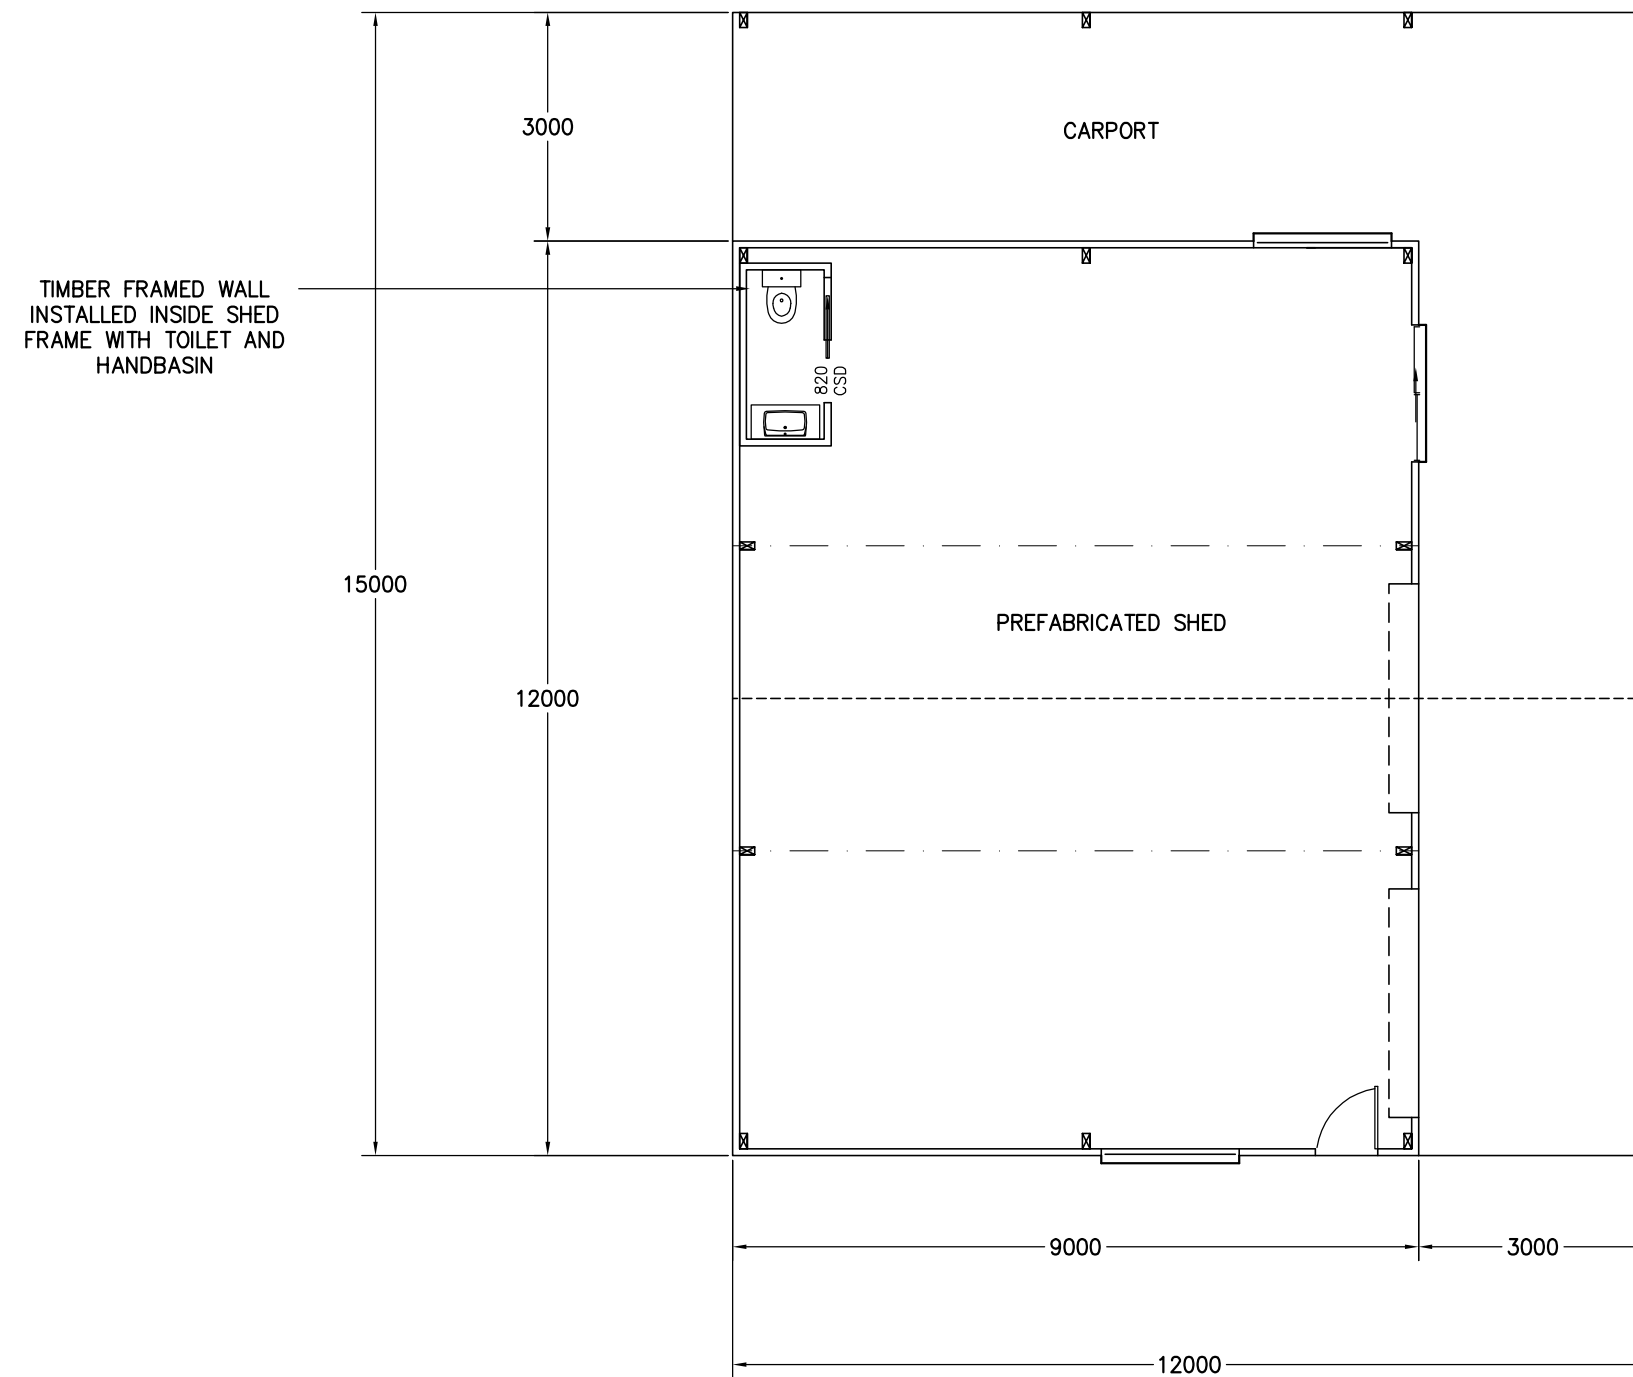 3000
CARPORT
TIMBER FRAMED WALL
INSTALLED INSIDE SHED
FRAME WITH TOILET AND
HANDBASIN
820
CSD
15000
PREFABRICATED SHED
12000
9000
3000
12000